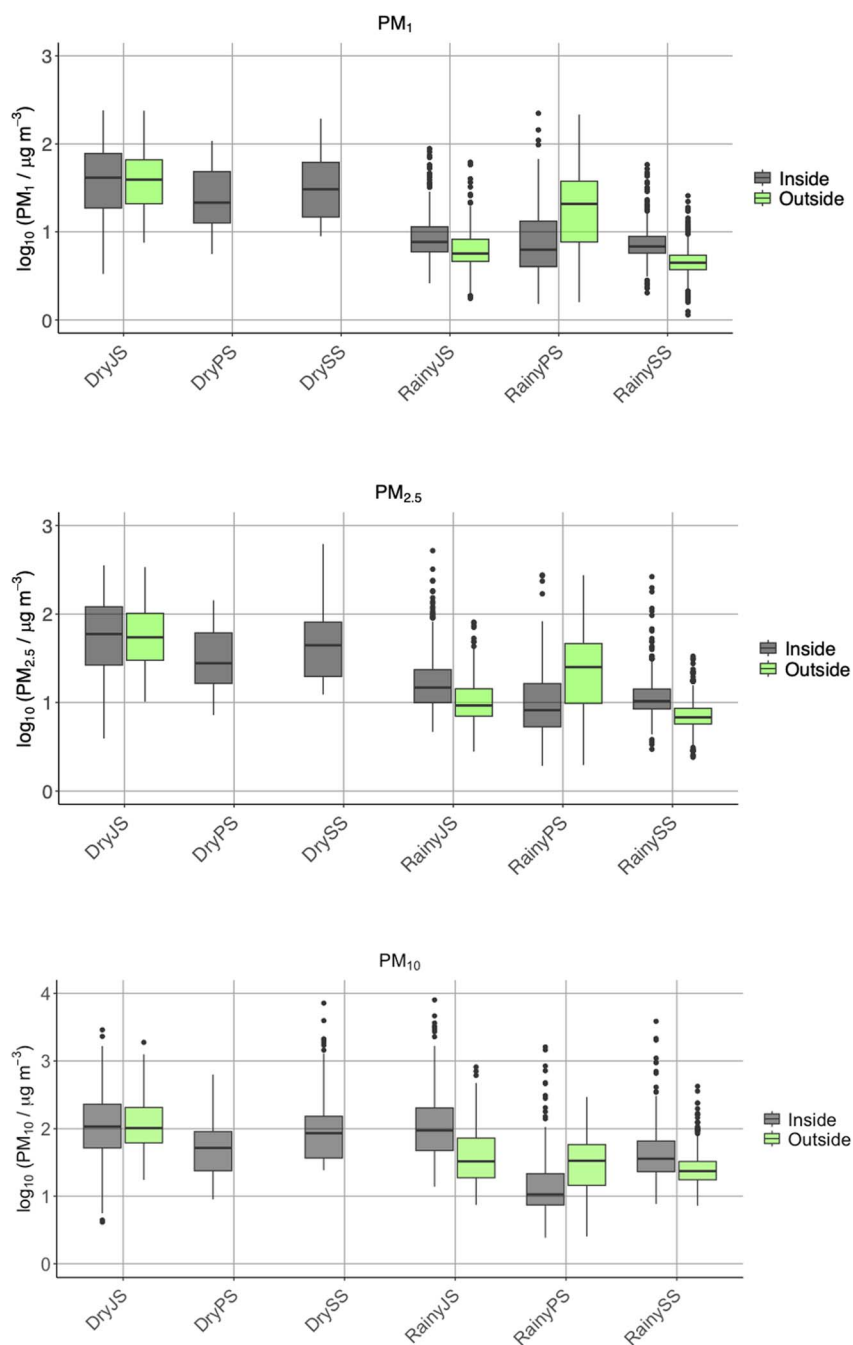 PM₁
log₁₀ (PM₁ / μg m⁻³)
3
2
1
0
DryJS
DryPS
DrySS
RainyJS
RainyPS
RainySS
Inside
Outside
PM₂.₅
log₁₀ (PM₂.₅ / μg m⁻³)
3
2
1
0
DryJS
DryPS
DrySS
RainyJS
RainyPS
RainySS
Inside
Outside
PM₁₀
log₁₀ (PM₁₀ / μg m⁻³)
4
3
2
1
0
DryJS
DryPS
DrySS
RainyJS
RainyPS
RainySS
Inside
Outside